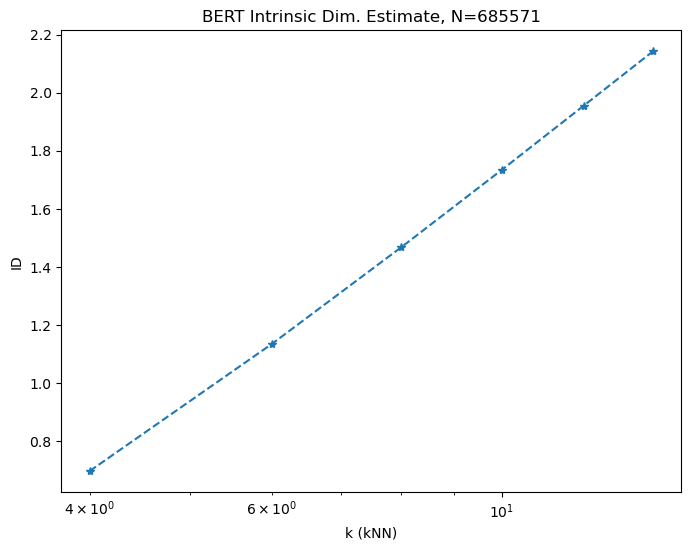 BERT Intrinsic Dim. Estimate, N=685571
2.2
2.0
1.8
1.6
1.4
1.2
1.0
0.8
ID
4 × 10⁰
6 × 10⁰
10¹
k (kNN)